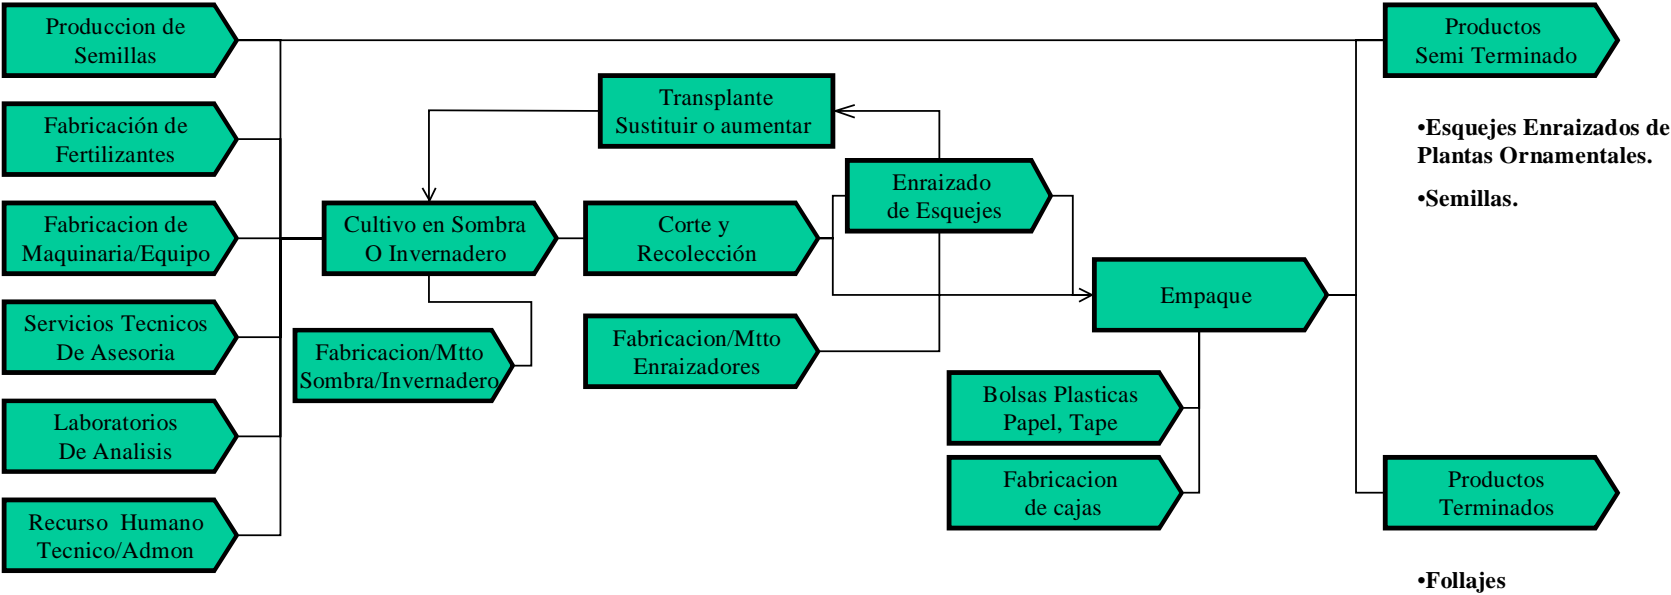 Produccion de
Semillas
Fabricación de
Fertilizantes
Fabricacion de
Maquinaria/Equipo
Servicios Tecnicos
De Asesoria
Laboratorios
De Analisis
Recurso  Humano
Tecnico/Admon
Transplante
Sustituir o aumentar
Cultivo en Sombra
O Invernadero
Fabricacion/Mtto
Sombra/Invernadero
Corte y
Recolección
Fabricacion/Mtto
Enraizadores
Enraizado
de Esquejes
Empaque
Bolsas Plasticas
Papel, Tape
Fabricacion
de cajas
Productos
Semi Terminado
•Esquejes Enraizados de
Plantas Ornamentales.
•Semillas.
Productos
Terminados
•Follajes